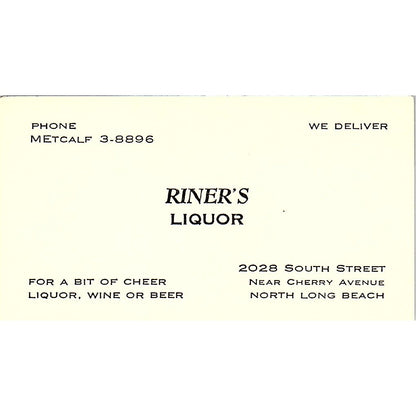 PHONE
METCALF 3-8896
WE DELIVER
RINER'S
LIQUOR
FOR A BIT OF CHEER
LIQUOR, WINE OR BEER
2028 SOUTH STREET
NEAR CHERRY AVENUE
NORTH LONG BEACH